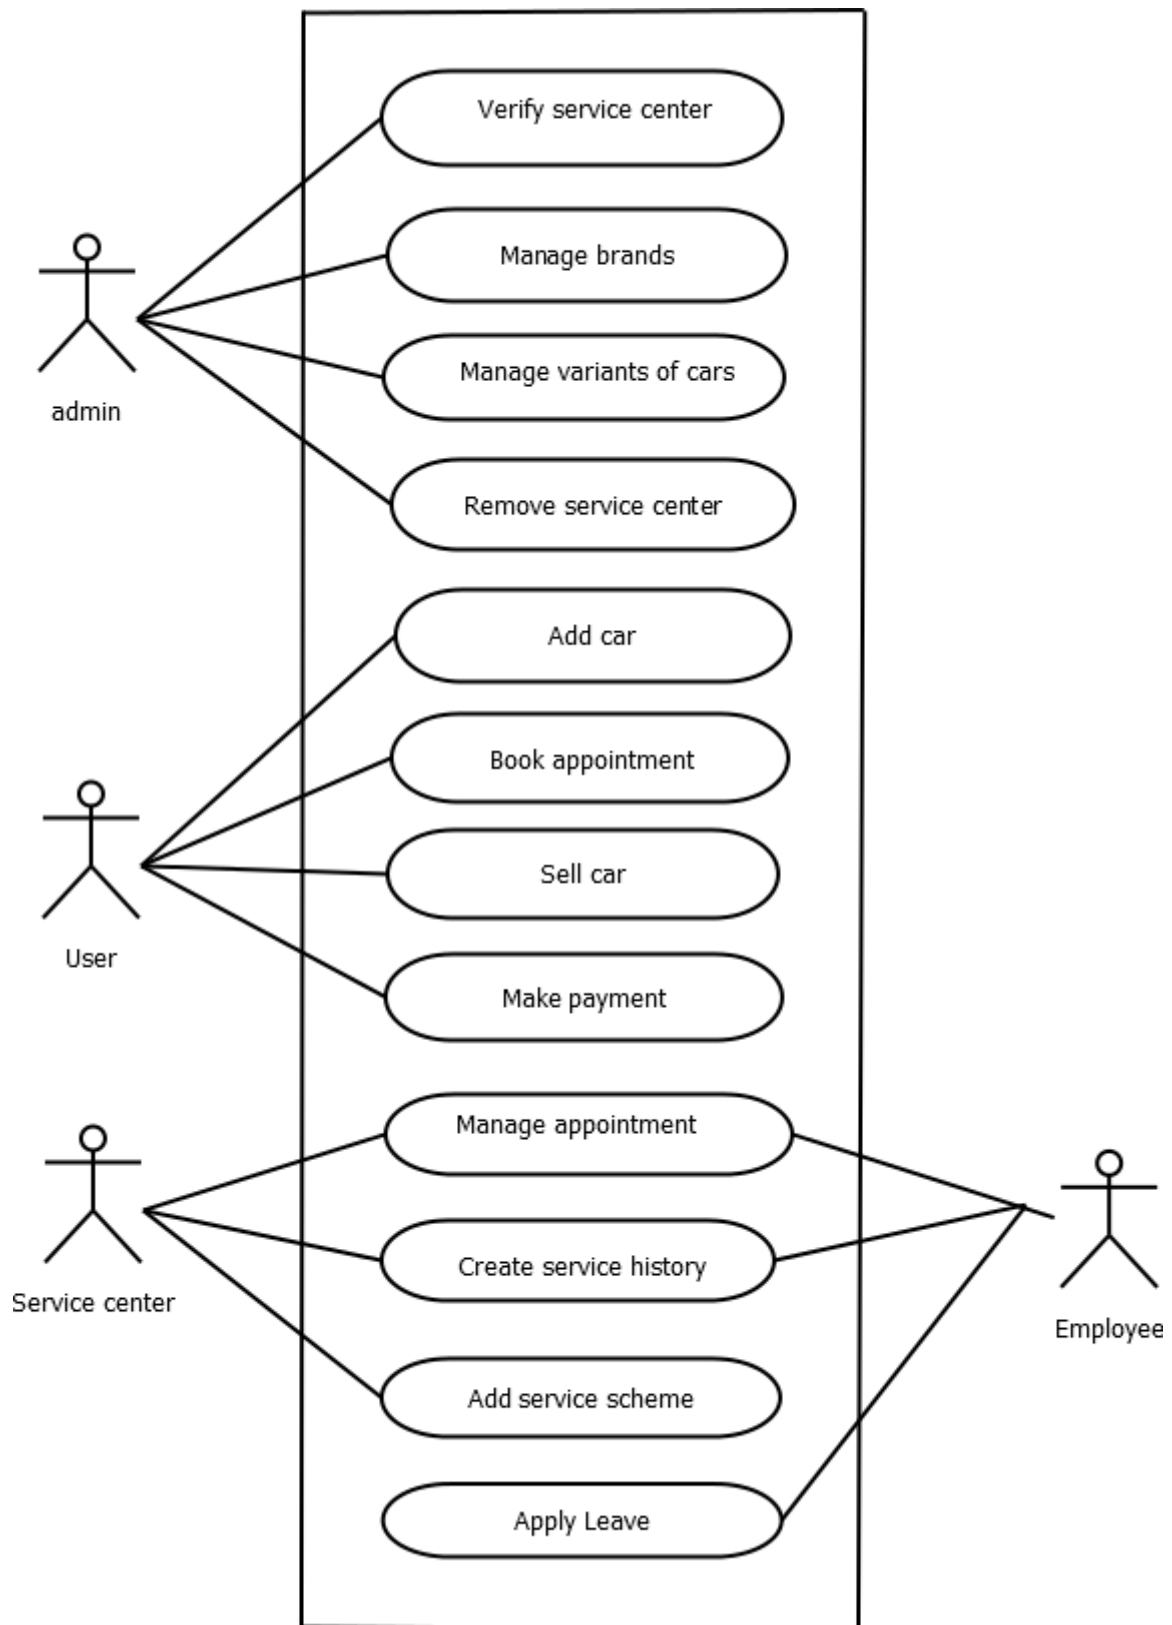 Verify service center
Manage brands
Manage variants of cars
admin
Remove service center
Add car
Book appointment
Sell car
User
Make payment
Manage appointment
Create service history
Service center
Employee
Add service scheme
Apply Leave